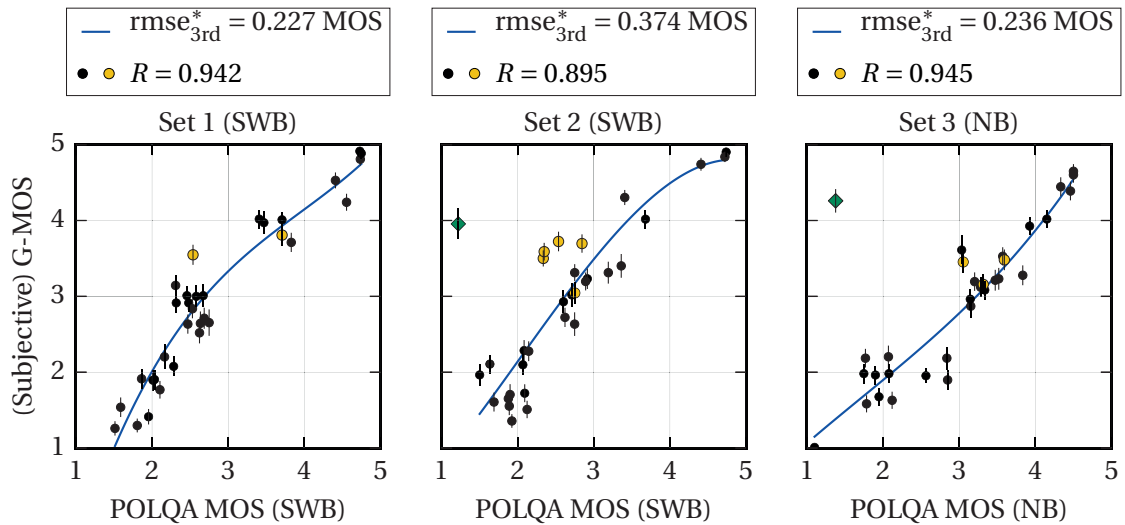 rmse*3rd = 0.227 MOS
R = 0.942
rmse*3rd = 0.374 MOS
R = 0.895
rmse*3rd = 0.236 MOS
R = 0.945
Set 1 (SWB)
Set 2 (SWB)
Set 3 (NB)
(Subjective) G-MOS
5
4
3
2
1
1 2 3 4 5
1 2 3 4 5
1 2 3 4 5
POLQA MOS (SWB)
POLQA MOS (SWB)
POLQA MOS (NB)